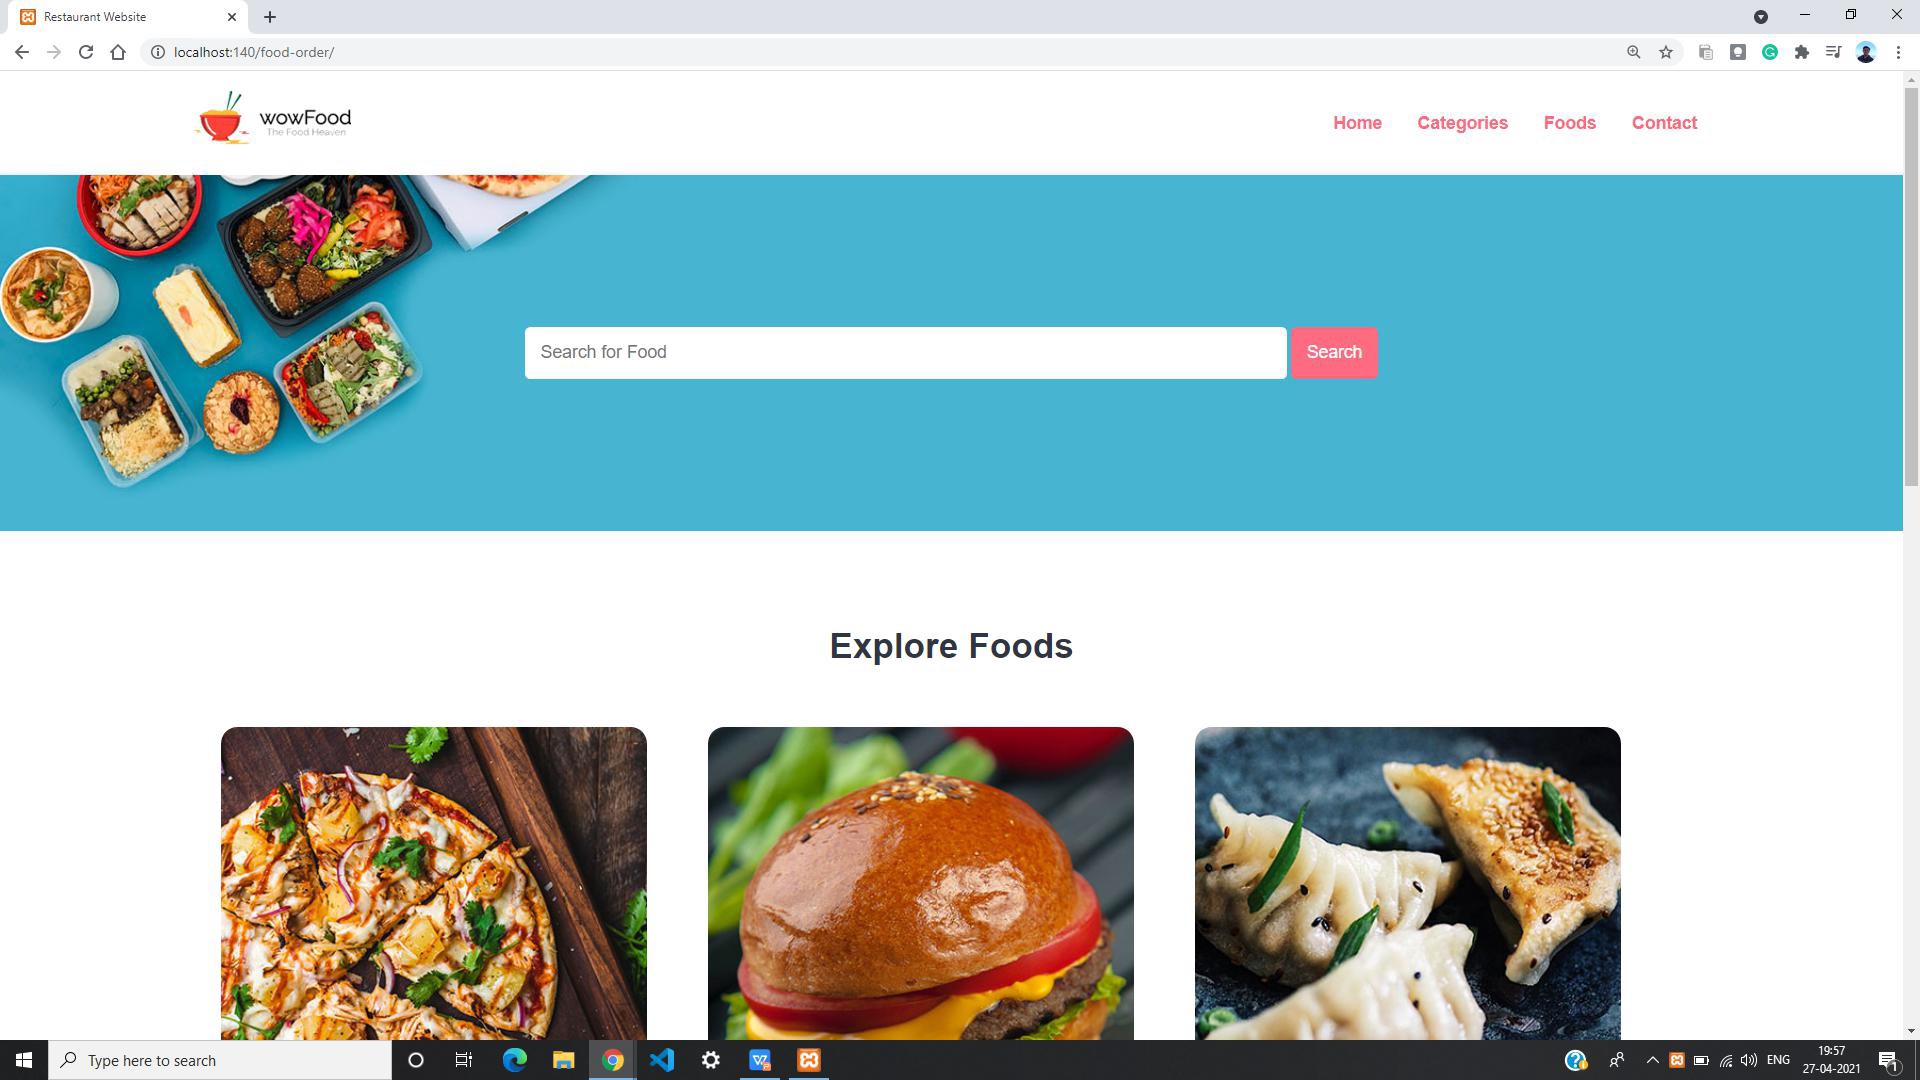 Restaurant Website
localhost:140/food-order/
wowFood
The Food Heaven
Home Categories Foods Contact
Search for Food Search
Explore Foods
Type here to search
ENG
19:57
27-04-2021
1